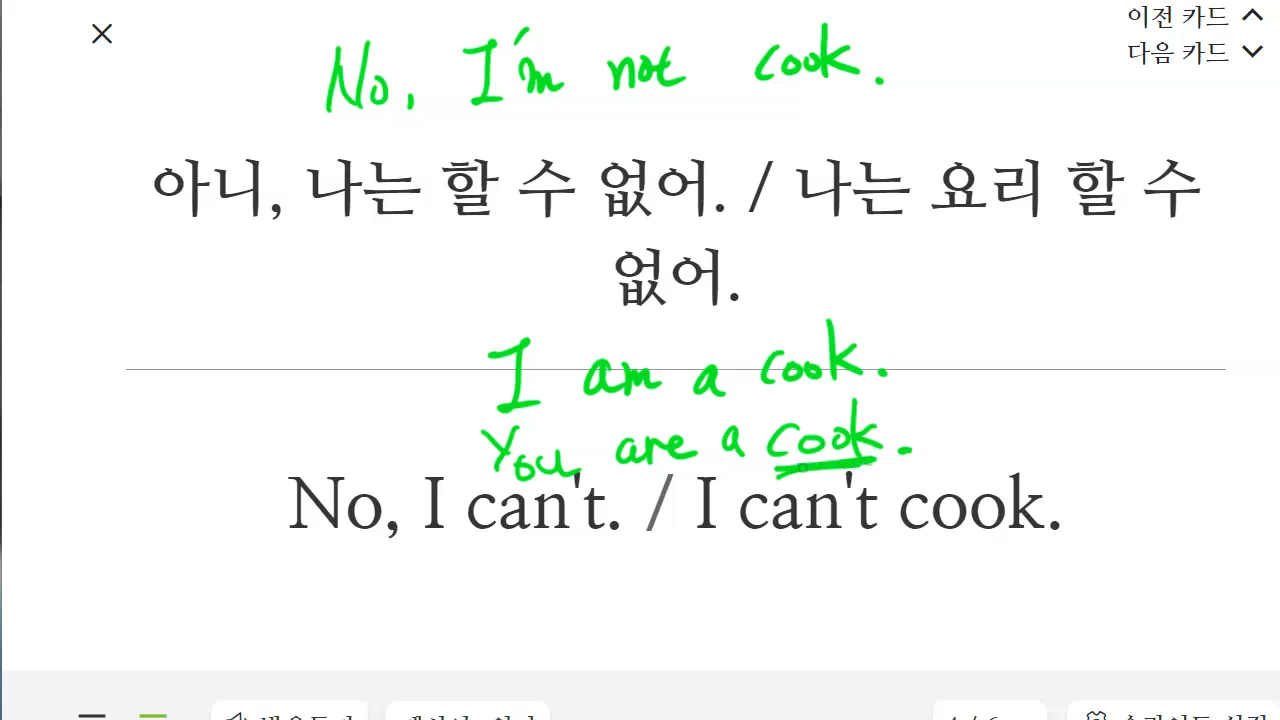 이전 카드
다음 카드
No, I'm not cook.
아니, 나는 할 수 없어. / 나는 요리 할 수
없어.
I am a cook.
You are a cook.
No, I can't. / I can't cook.